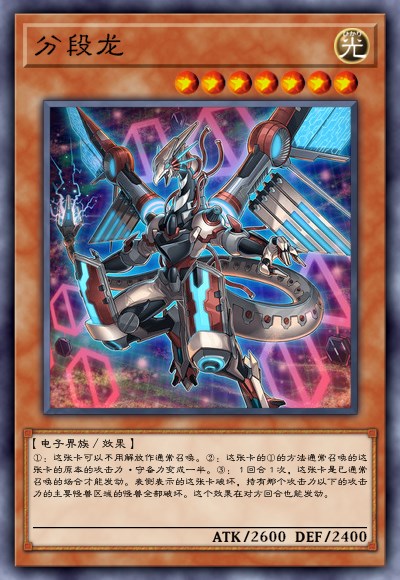 分段龙
光
【电子界族／效果】
①：这张卡可以不用解放作通常召唤。②：这张卡的①的方法通常召唤的这
张卡的原本的攻击力·守备力变成一半。③：１回合１次，这张卡是已通常
召唤的场合才能发动。表侧表示的这张卡破坏，持有那个攻击力以下的攻击
力的主要怪兽区域的怪兽全部破坏。这个效果在对方回合也能发动。
ATK/2600 DEF/2400